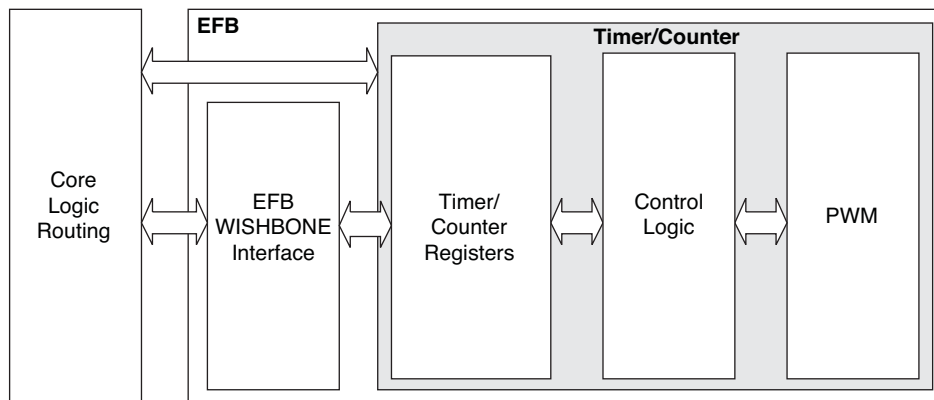 EFB
Timer/Counter
Core
Logic
Routing
EFB
WISHBONE
Interface
Timer/
Counter
Registers
Control
Logic
PWM